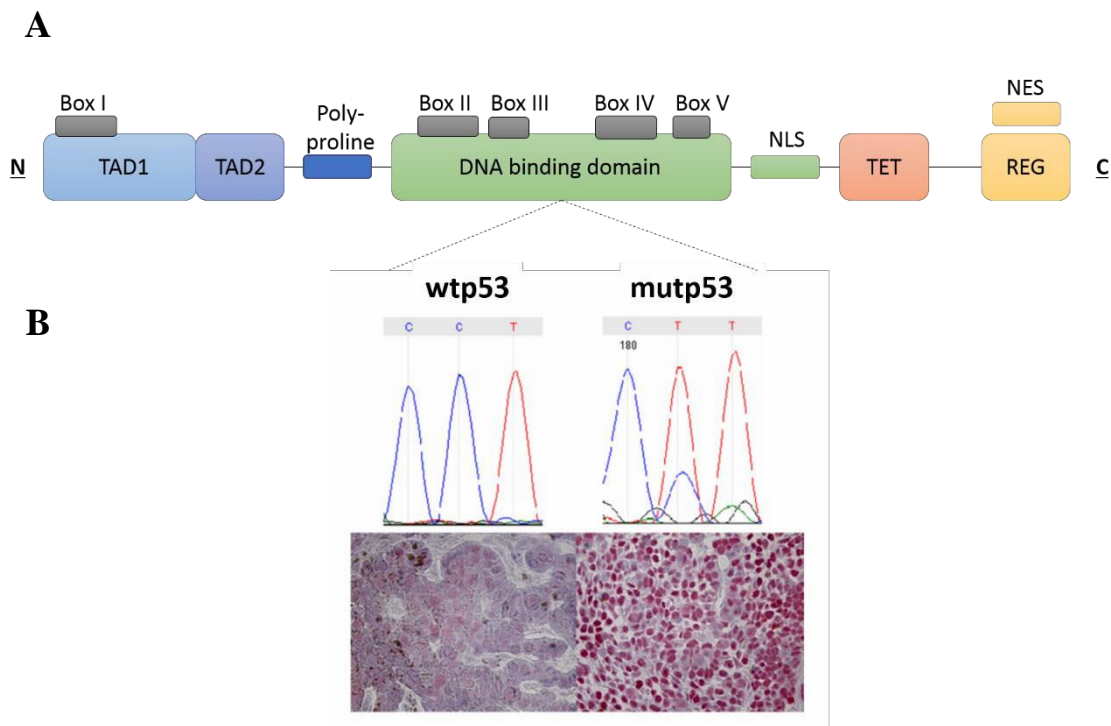 A
Box I
Poly-
proline
Box II
Box III
Box IV
Box V
NLS
NES
N
TAD1
TAD2
DNA binding domain
TET
REG
C
B
wtp53
mutp53
C C T
C T T
180